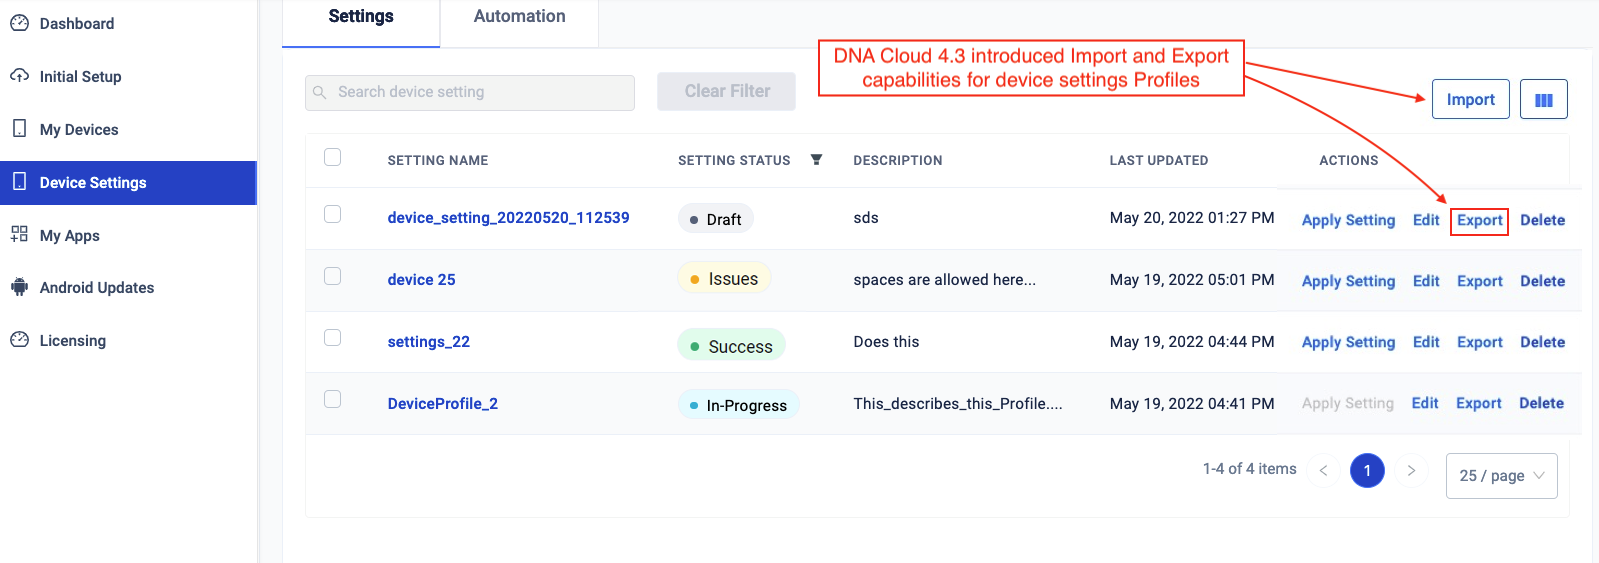 Dashboard
Initial Setup
My Devices
Device Settings
My Apps
Android Updates
Licensing
Settings
Automation
DNA Cloud 4.3 introduced Import and Export
capabilities for device settings Profiles
Search device setting
Clear Filter
Import
SETTING NAME SETTING STATUS DESCRIPTION LAST UPDATED ACTIONS
device_setting_20220520_112539 Draft sds May 20, 2022 01:27 PM Apply Setting Edit Export Delete
device 25 Issues spaces are allowed here... May 19, 2022 05:01 PM Apply Setting Edit Export Delete
settings_22 Success Does this May 19, 2022 04:44 PM Apply Setting Edit Export Delete
DeviceProfile_2 In-Progress This_describes_this_Profile.... May 19, 2022 04:41 PM Apply Setting Edit Export Delete
1-4 of 4 items < 1 > 25 / page